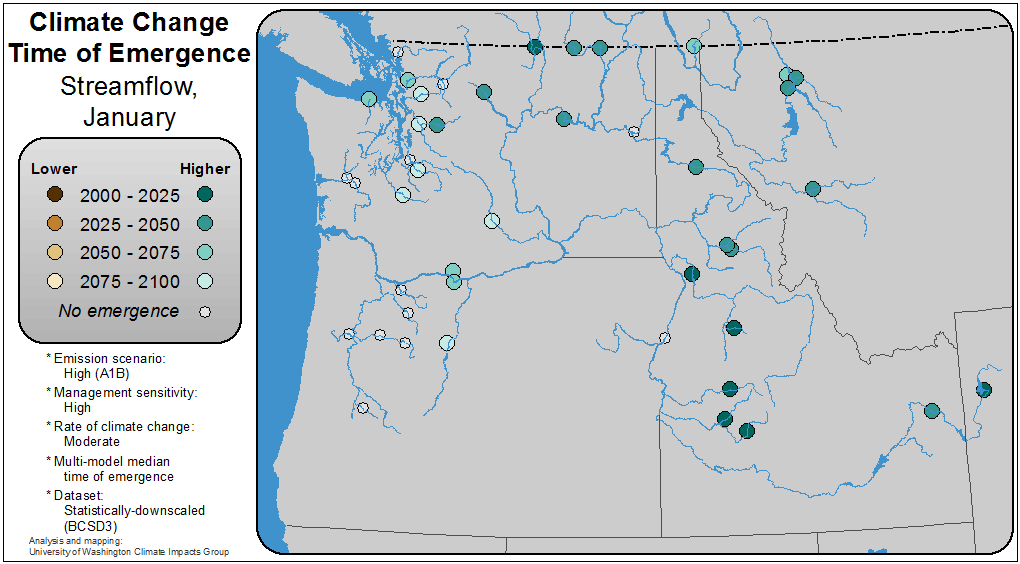 Climate Change
Time of Emergence
Streamflow,
January
Lower Higher
2000 - 2025
2025 - 2050
2050 - 2075
2075 - 2100
No emergence
* Emission scenario:
High (A1B)
* Management sensitivity:
High
* Rate of climate change:
Moderate
* Multi-model median
time of emergence
* Dataset:
Statistically-downscaled
(BCSD3)
Analysis and mapping:
University of Washington Climate Impacts Group